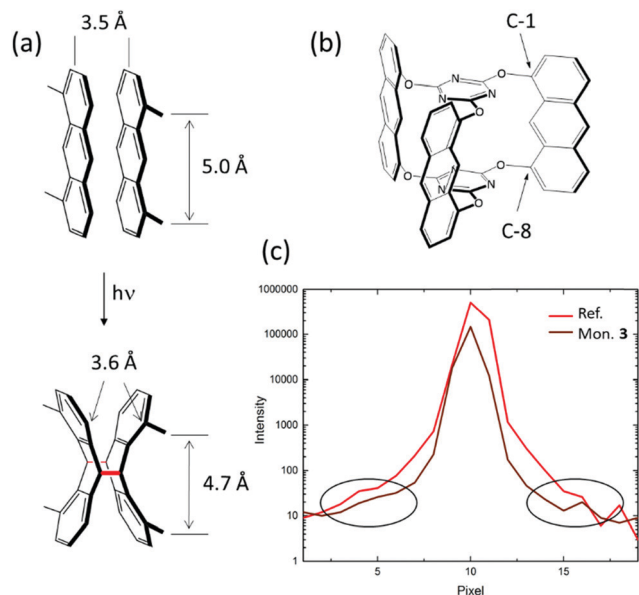 (a)
3.5 Å
5.0 Å
hν
3.6 Å
4.7 Å
(b)
C-1
O
N
N
O
N
O
O
N
O
N
N
O
C-8
(c)
Ref.
Mon. 3
Intensity
1000000
100000
10000
1000
100
10
1
5
10
15
Pixel